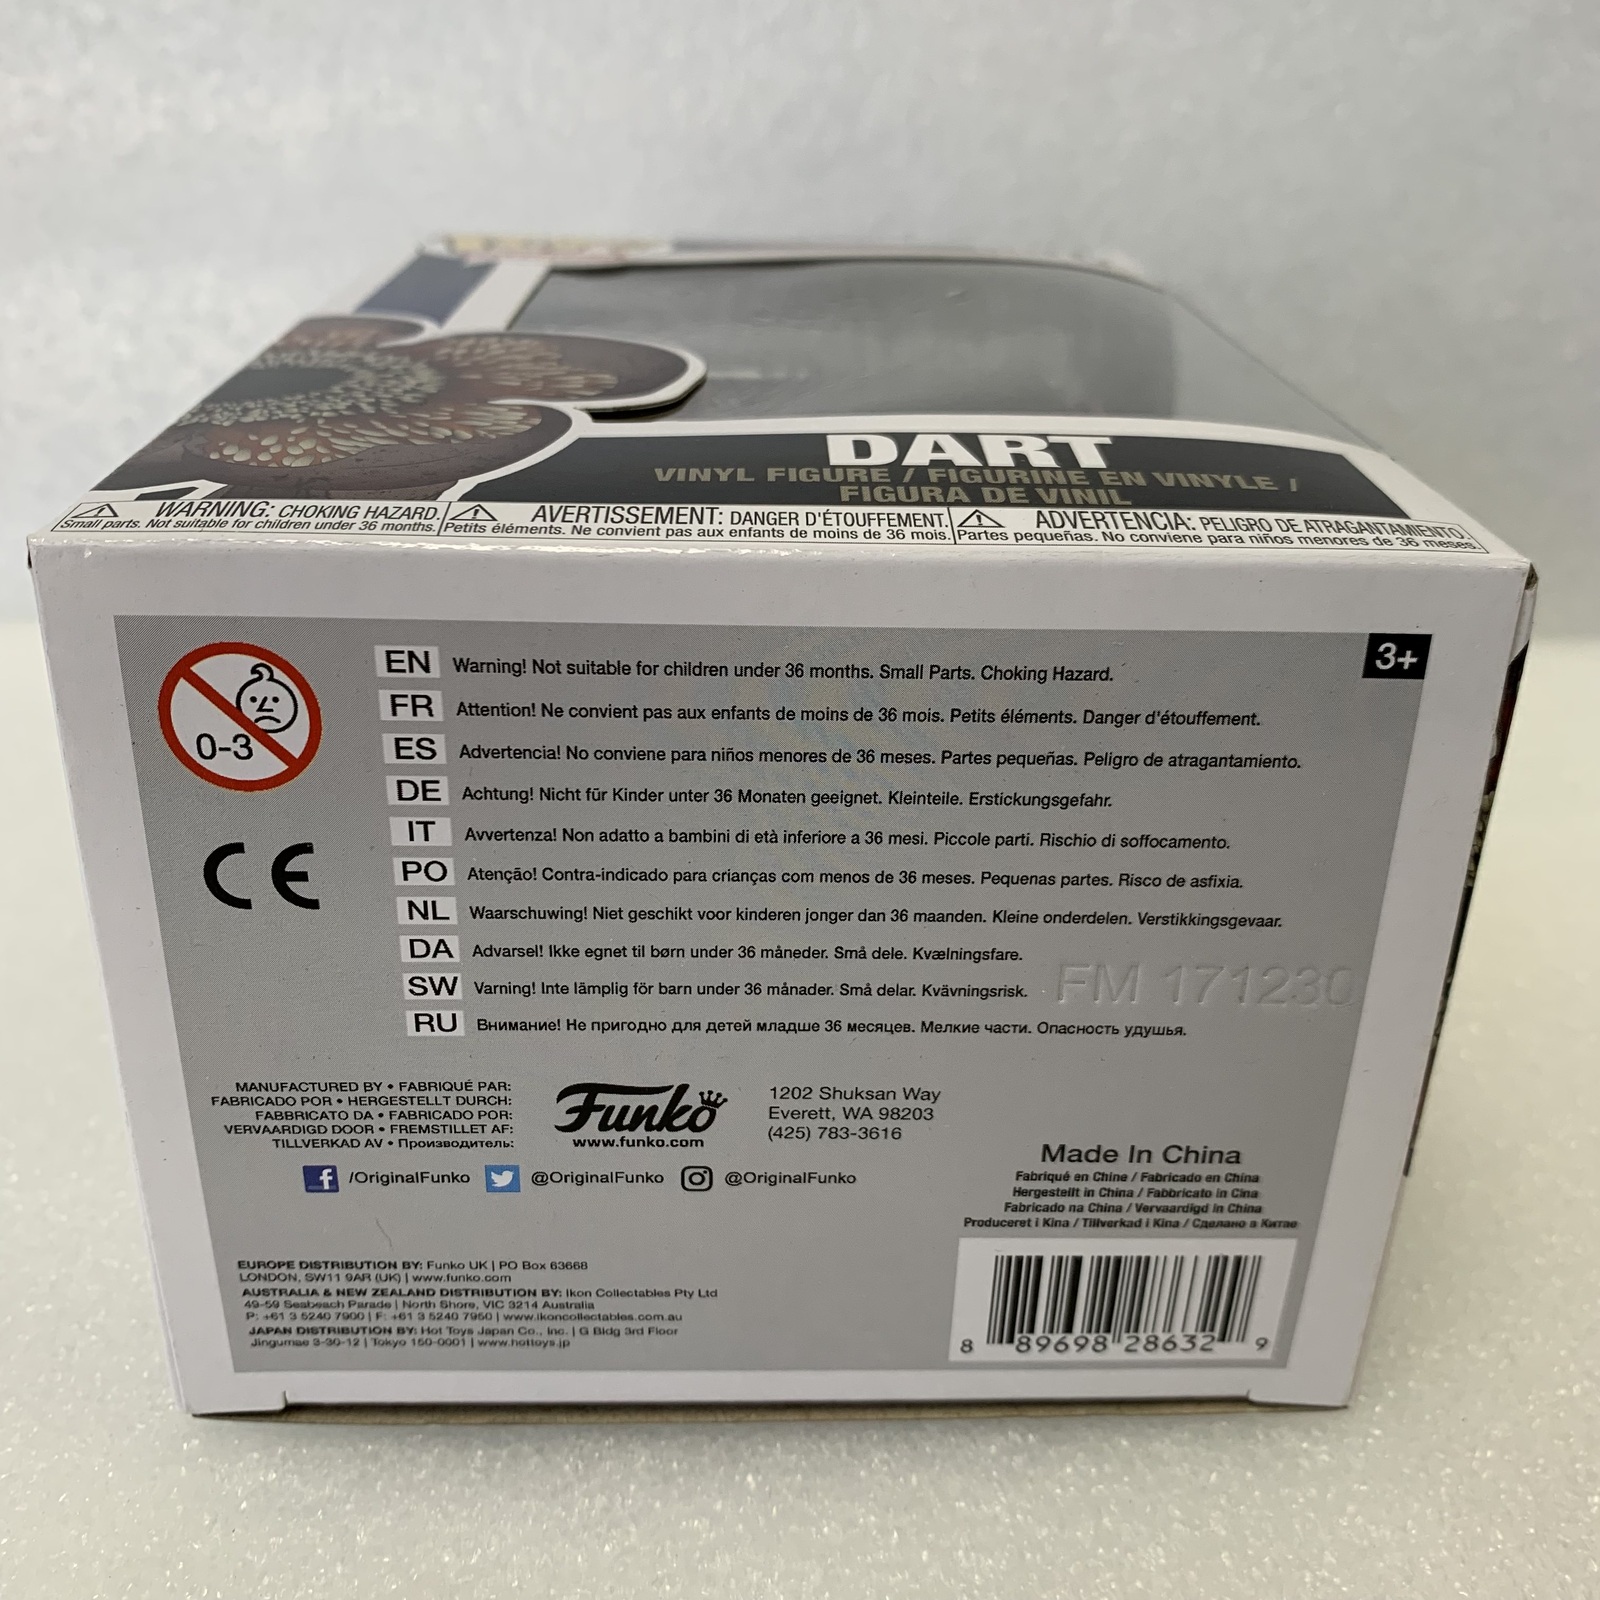 DART
VINYL FIGURE / FIGURINE EN VINYLE /
FIGURA DE VINIL
WARNING: CHOKING HAZARD.
Small parts. Not suitable for children under 36 months.
AVERTISSEMENT: DANGER D'ÉTOUFFEMENT.
Petits éléments. Ne convient pas aux enfants de moins de 36 mois.
ADVERTENCIA: PELIGRO DE ATRAGANTAMIENTO.
Partes pequeñas. No conviene para niños menores de 36 meses.
3+
0-3
CE
EN Warning! Not suitable for children under 36 months. Small Parts. Choking Hazard.
FR Attention! Ne convient pas aux enfants de moins de 36 mois. Petits éléments. Danger d'étouffement.
ES Advertencia! No conviene para niños menores de 36 meses. Partes pequeñas. Peligro de atragantamiento.
DE Achtung! Nicht für Kinder unter 36 Monaten geeignet. Kleinteile. Erstickungsgefahr.
IT Avvertenza! Non adatto a bambini di età inferiore a 36 mesi. Piccole parti. Rischio di soffocamento.
PO Atenção! Contra-indicado para crianças com menos de 36 meses. Pequenas partes. Risco de asfixia.
NL Waarschuwing! Niet geschikt voor kinderen jonger dan 36 maanden. Kleine onderdelen. Verstikkingsgevaar.
DA Advarsel! Ikke egnet til børn under 36 måneder. Små dele. Kvælningsfare.
SW Varning! Inte lämplig för barn under 36 månader. Små delar. Kvävningsrisk.
FM 171230
RU Внимание! Не пригодно для детей младше 36 месяцев. Мелкие части. Опасность удушья.
MANUFACTURED BY • FABRIQUÉ PAR:
FABRICADO POR • HERGESTELLT DURCH:
FABBRICATO DA • FABRICADO POR:
VERVAARDIGD DOOR • FREMSTILLET AF:
TILLVERKAD AV • Производитель:
Funko
www.funko.com
1202 Shuksan Way
Everett, WA 98203
(425) 783-3616
/OriginalFunko @OriginalFunko @OriginalFunko
Made In China
Fabriqué en Chine / Fabricado en China
Hergestellt in China / Fabbricato in Cina
Fabricado na China / Vervaardigd in China
Produceret i Kina / Tillverkad i Kina / Сделано в Китае
EUROPE DISTRIBUTION BY: Funko UK | PO Box 63668
LONDON, SW11 9AR (UK) | www.funko.com
AUSTRALIA & NEW ZEALAND DISTRIBUTION BY: Ikon Collectables Pty Ltd
49-59 Seabeach Parade | North Shore, VIC 3214 Australia
P: +61 3 5240 7900 | F: +61 3 5240 7950 | www.ikoncollectables.com.au
JAPAN DISTRIBUTION BY: Hot Toys Japan Co., Inc. | G Bldg 3rd Floor
Jingumae 3-30-12 | Tokyo 150-0001 | www.hottoys.jp
8 89698 28632 9